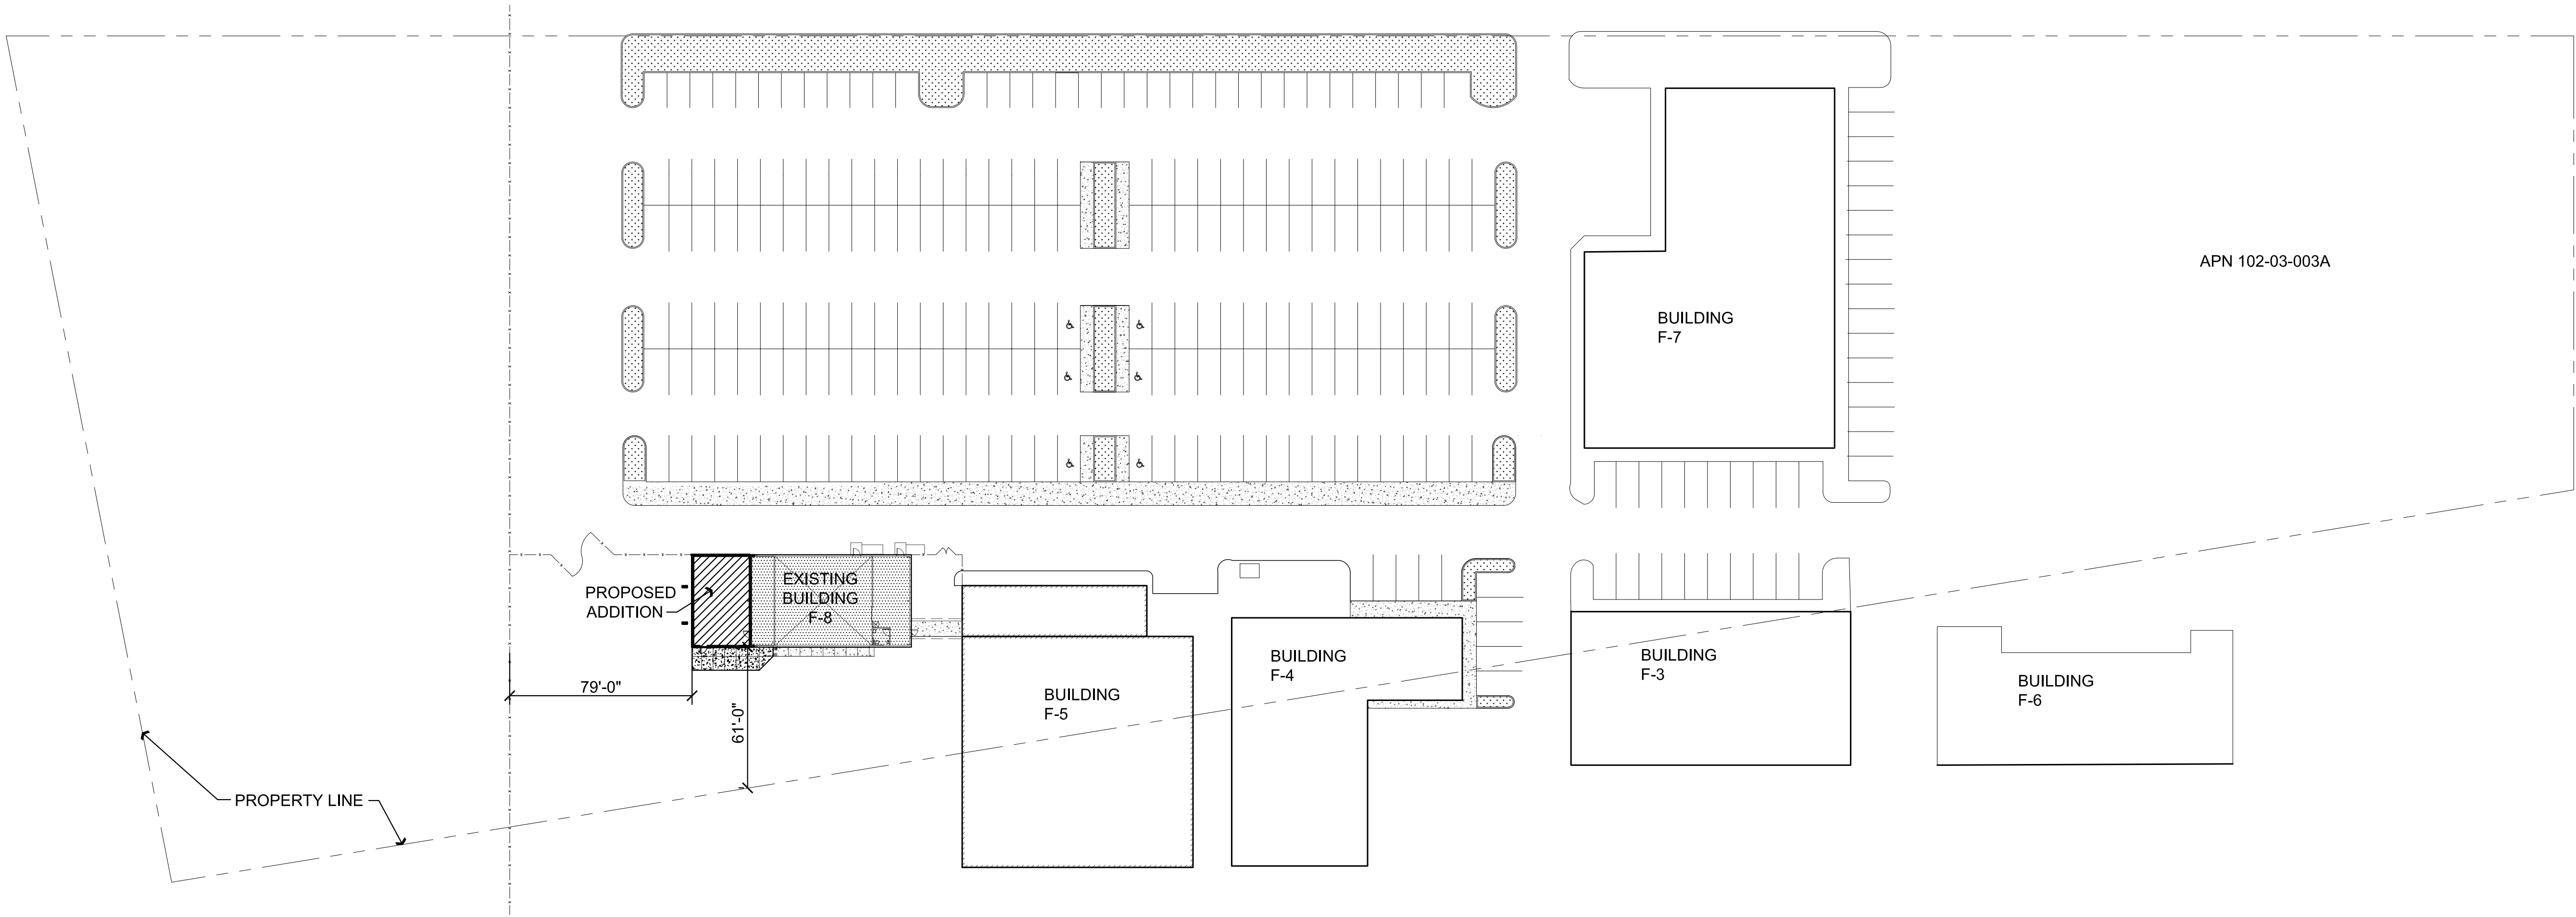 APN 102-03-003A
BUILDING
F-7
PROPOSED
ADDITION
EXISTING
BUILDING
F-8
79'-0"
61'-0"
BUILDING
F-5
BUILDING
F-4
BUILDING
F-3
BUILDING
F-6
PROPERTY LINE